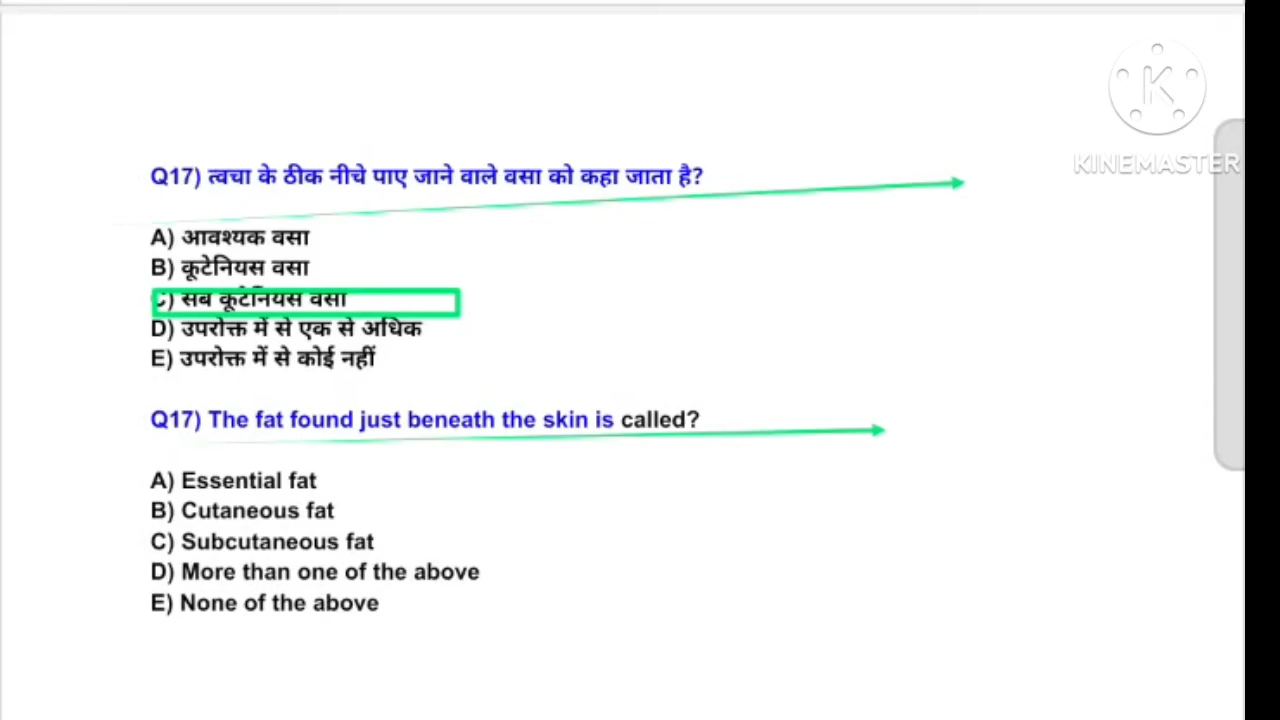 KINEMASTER
Q17) त्वचा के ठीक नीचे पाए जाने वाले वसा को कहा जाता है?
A) आवश्यक वसा
B) कूटेनियस वसा
C) सब कूटेनियस वसा
D) उपरोक्त में से एक से अधिक
E) उपरोक्त में से कोई नहीं
Q17) The fat found just beneath the skin is called?
A) Essential fat
B) Cutaneous fat
C) Subcutaneous fat
D) More than one of the above
E) None of the above